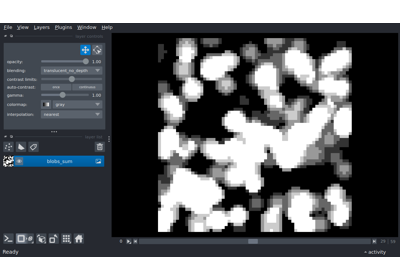 File View Layers Plugins Window Help
opacity: 1.00
blending: translucent_no_depth
contrast limits:
auto-contrast: once continuous
gamma: 1.00
colormap: gray
interpolation: nearest
blobs_sum
Ready
activity